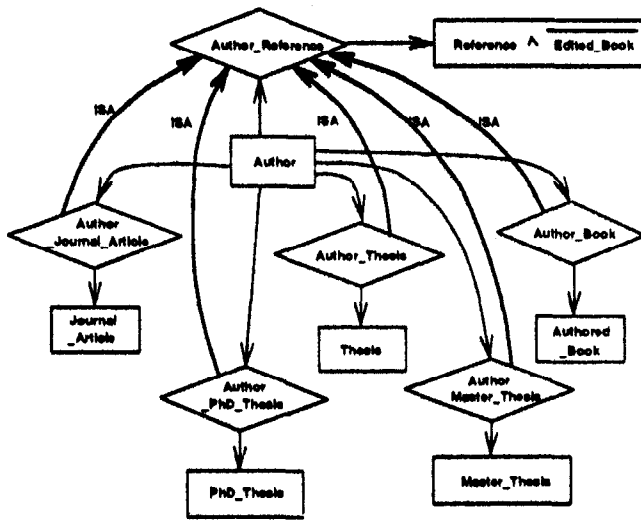 Author_Reference
Reference ∧ Edited_Book
ISA
ISA
ISA
ISA
ISA
Author
Author
_Journal_Article
Author_Thesis
Author_Book
Journal
_Article
Thesis
Authored
_Book
Author
_PhD_Thesis
Author
Master_Thesis
PhD_Thesis
Master_Thesis